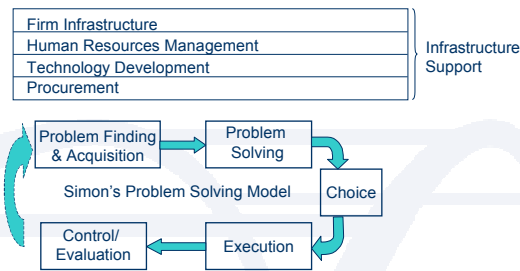 Firm Infrastructure
Human Resources Management
Technology Development
Procurement
Infrastructure
Support
Problem Finding
& Acquisition
Problem
Solving
Simon's Problem Solving Model
Choice
Control/
Evaluation
Execution